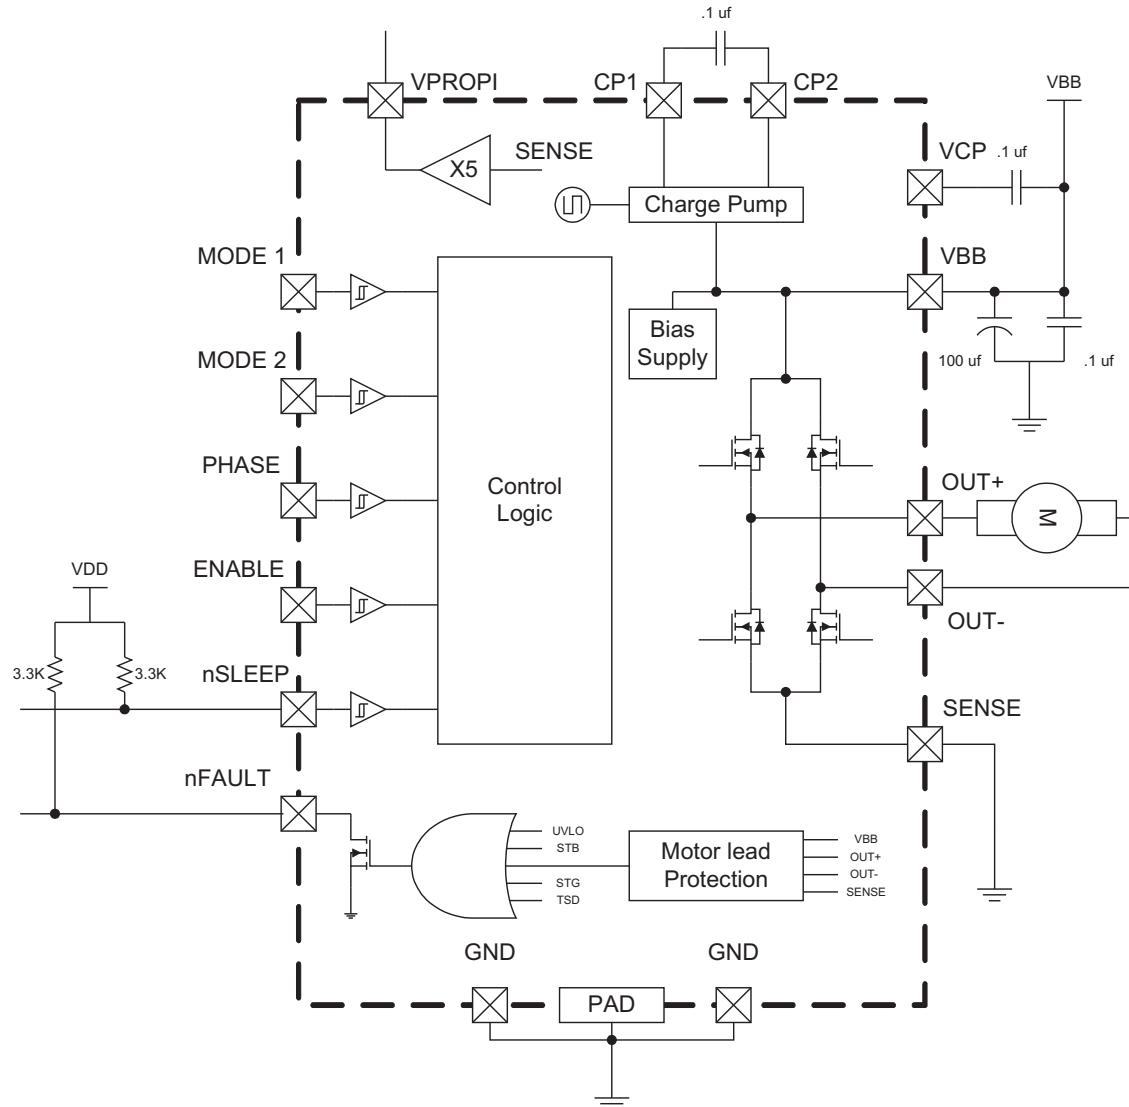 .1 uf
VPROPI
CP1
CP2
VBB
X5
SENSE
VCP
.1 uf
Charge Pump
MODE 1
VBB
Bias
Supply
100 uf
.1 uf
MODE 2
PHASE
Control
Logic
OUT+
M
ENABLE
VDD
OUT-
3.3K
3.3K
nSLEEP
SENSE
nFAULT
UVLO
STB
STG
TSD
Motor lead
Protection
VBB
OUT+
OUT-
SENSE
GND
GND
PAD